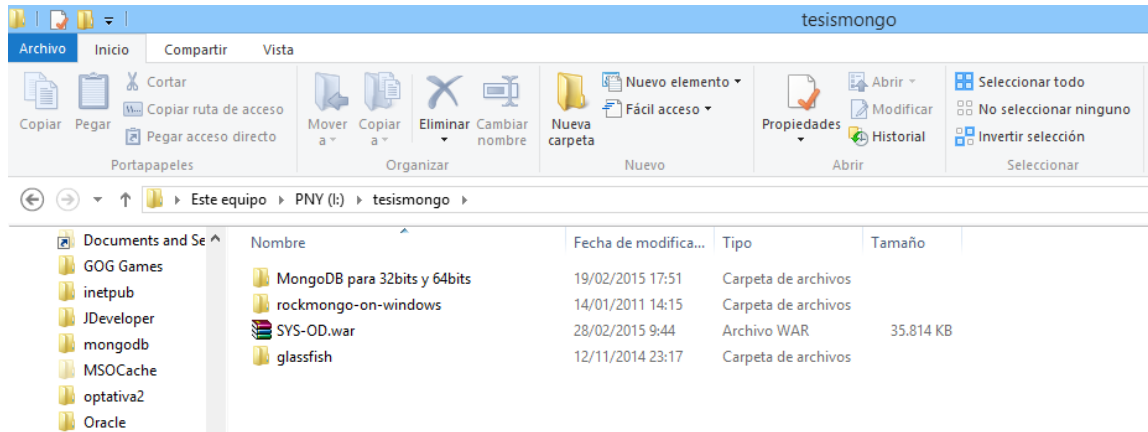 tesismongo
Archivo Inicio Compartir Vista
Copiar
Pegar
Cortar
Copiar ruta de acceso
Pegar acceso directo
Portapapeles
Mover a
Copiar a
Eliminar
Cambiar nombre
Organizar
Nueva carpeta
Nuevo elemento
Fácil acceso
Nuevo
Propiedades
Abrir
Modificar
Historial
Abrir
Seleccionar todo
No seleccionar ninguno
Invertir selección
Seleccionar
Este equipo PNY (I:) tesismongo
Documents and Se
GOG Games
inetpub
JDeveloper
mongodb
MSOCache
optativa2
Oracle
Nombre Fecha de modifica... Tipo Tamaño
MongoDB para 32bits y 64bits 19/02/2015 17:51 Carpeta de archivos
rockmongo-on-windows 14/01/2011 14:15 Carpeta de archivos
SYS-OD.war 28/02/2015 9:44 Archivo WAR 35.814 KB
glassfish 12/11/2014 23:17 Carpeta de archivos